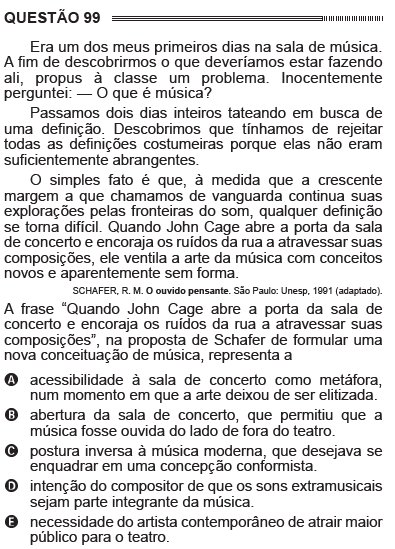 QUESTÃO 99
Era um dos meus primeiros dias na sala de música.
A fim de descobrirmos o que deveríamos estar fazendo
ali, propus à classe um problema. Inocentemente
perguntei: — O que é música?
Passamos dois dias inteiros tateando em busca de
uma definição. Descobrimos que tínhamos de rejeitar
todas as definições costumeiras porque elas não eram
suficientemente abrangentes.
O simples fato é que, à medida que a crescente
margem a que chamamos de vanguarda continua suas
explorações pelas fronteiras do som, qualquer definição
se torna difícil. Quando John Cage abre a porta da sala
de concerto e encoraja os ruídos da rua a atravessar suas
composições, ele ventila a arte da música com conceitos
novos e aparentemente sem forma.
SCHAFER, R. M. O ouvido pensante. São Paulo: Unesp, 1991 (adaptado).
A frase “Quando John Cage abre a porta da sala de
concerto e encoraja os ruídos da rua a atravessar suas
composições”, na proposta de Schafer de formular uma
nova conceituação de música, representa a
A acessibilidade à sala de concerto como metáfora,
num momento em que a arte deixou de ser elitizada.
B abertura da sala de concerto, que permitiu que a
música fosse ouvida do lado de fora do teatro.
C postura inversa à música moderna, que desejava se
enquadrar em uma concepção conformista.
D intenção do compositor de que os sons extramusicais
sejam parte integrante da música.
E necessidade do artista contemporâneo de atrair maior
público para o teatro.